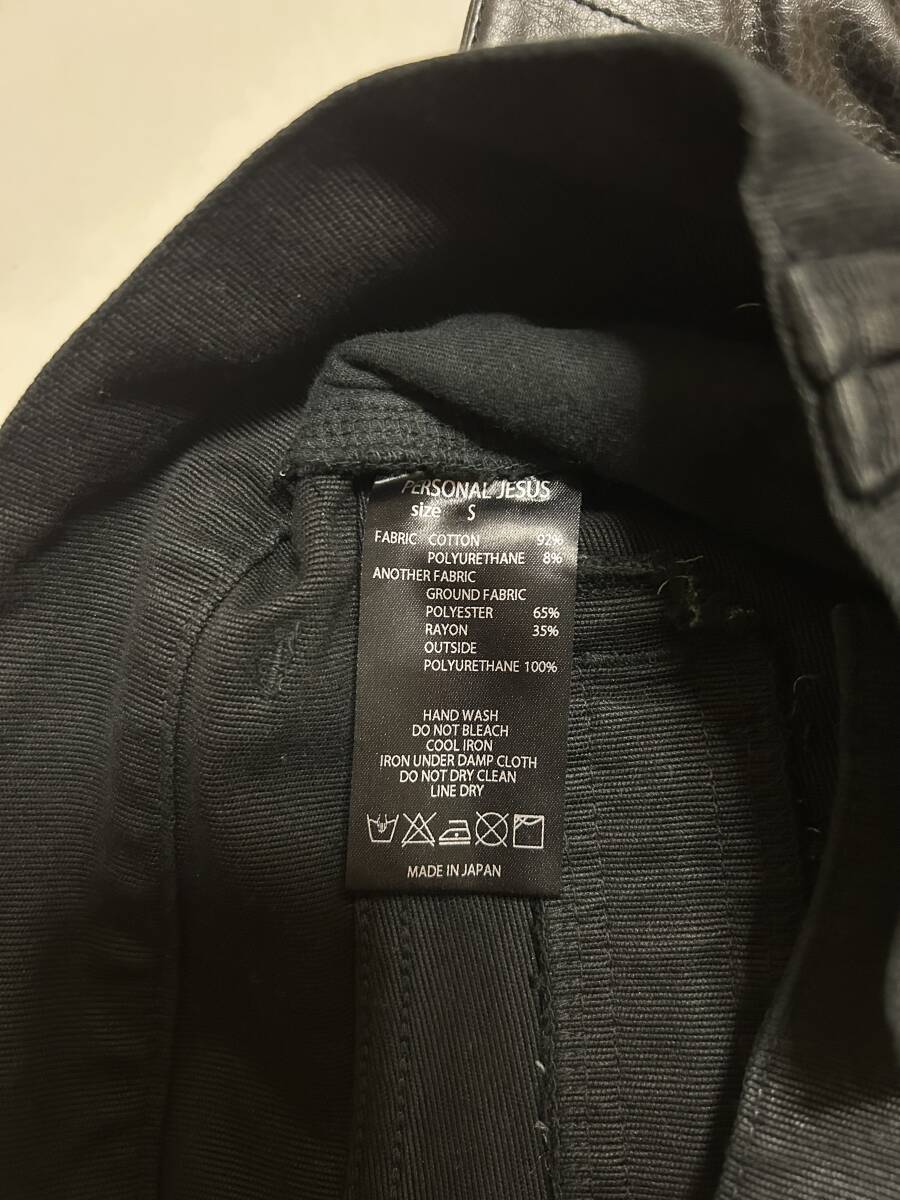 PERSONAL JESUS
size S
FABRIC COTTON 92%
POLYURETHANE 8%
ANOTHER FABRIC
GROUND FABRIC
POLYESTER 65%
RAYON 35%
OUTSIDE
POLYURETHANE 100%
HAND WASH
DO NOT BLEACH
COOL IRON
IRON UNDER DAMP CLOTH
DO NOT DRY CLEAN
LINE DRY
MADE IN JAPAN